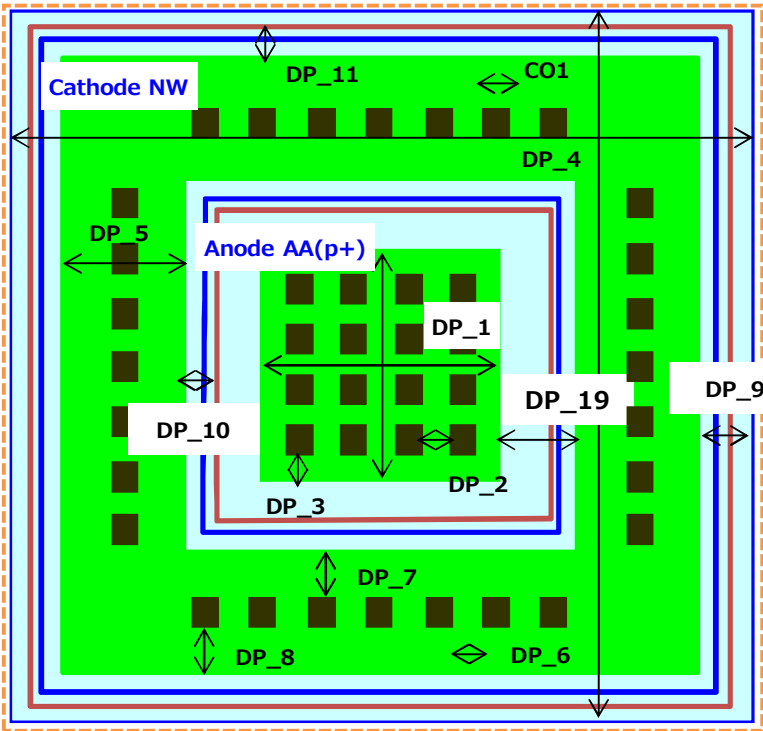 DP_11
CO1
Cathode NW
DP_4
DP_5
Anode AA(p+)
DP_1
DP_9
DP_19
DP_10
DP_2
DP_3
DP_7
DP_8
DP_6